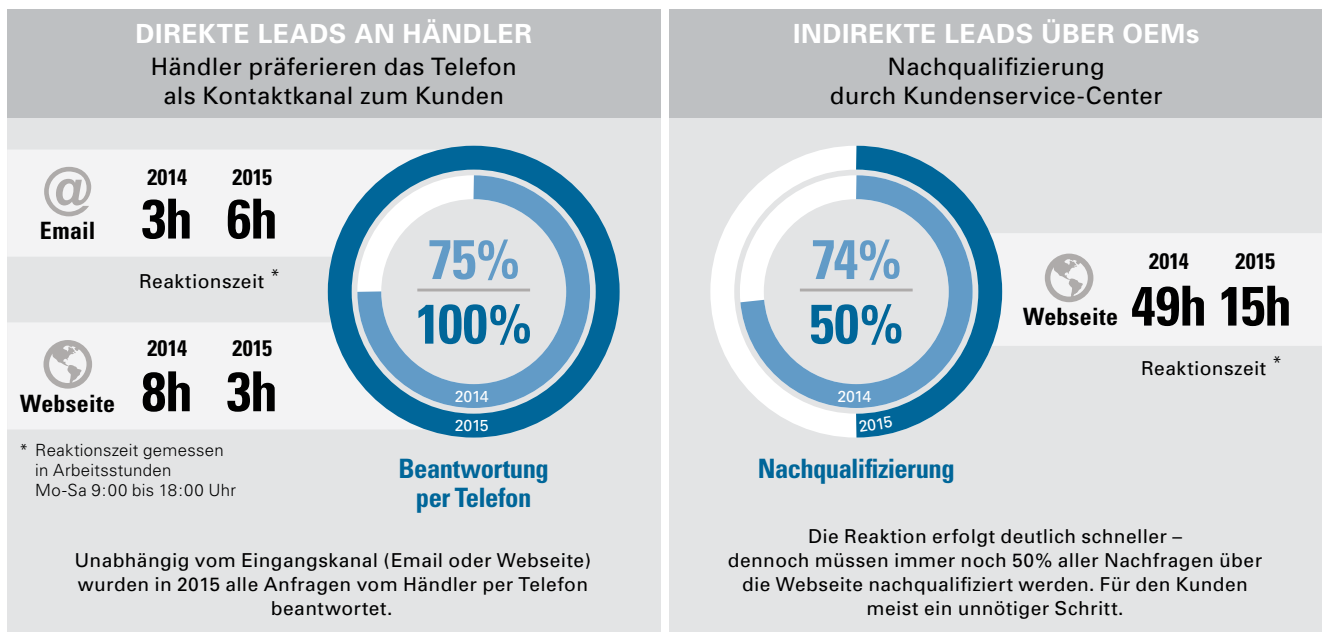 DIREKTE LEADS AN HÄNDLER
Händler präferieren das Telefon
als Kontaktkanal zum Kunden
@
Email
2014 2015
3h 6h
Reaktionszeit *
Webseite
2014 2015
8h 3h
* Reaktionszeit gemessen
in Arbeitsstunden
Mo-Sa 9:00 bis 18:00 Uhr
75%
100%
2014
2015
Beantwortung
per Telefon
Unabhängig vom Eingangskanal (Email oder Webseite)
wurden in 2015 alle Anfragen vom Händler per Telefon
beantwortet.
INDIREKTE LEADS ÜBER OEMs
Nachqualifizierung
durch Kundenservice-Center
74%
50%
2014
2015
Nachqualifizierung
Webseite
2014 2015
49h 15h
Reaktionszeit *
Die Reaktion erfolgt deutlich schneller –
dennoch müssen immer noch 50% aller Nachfragen über
die Webseite nachqualifiziert werden. Für den Kunden
meist ein unnötiger Schritt.